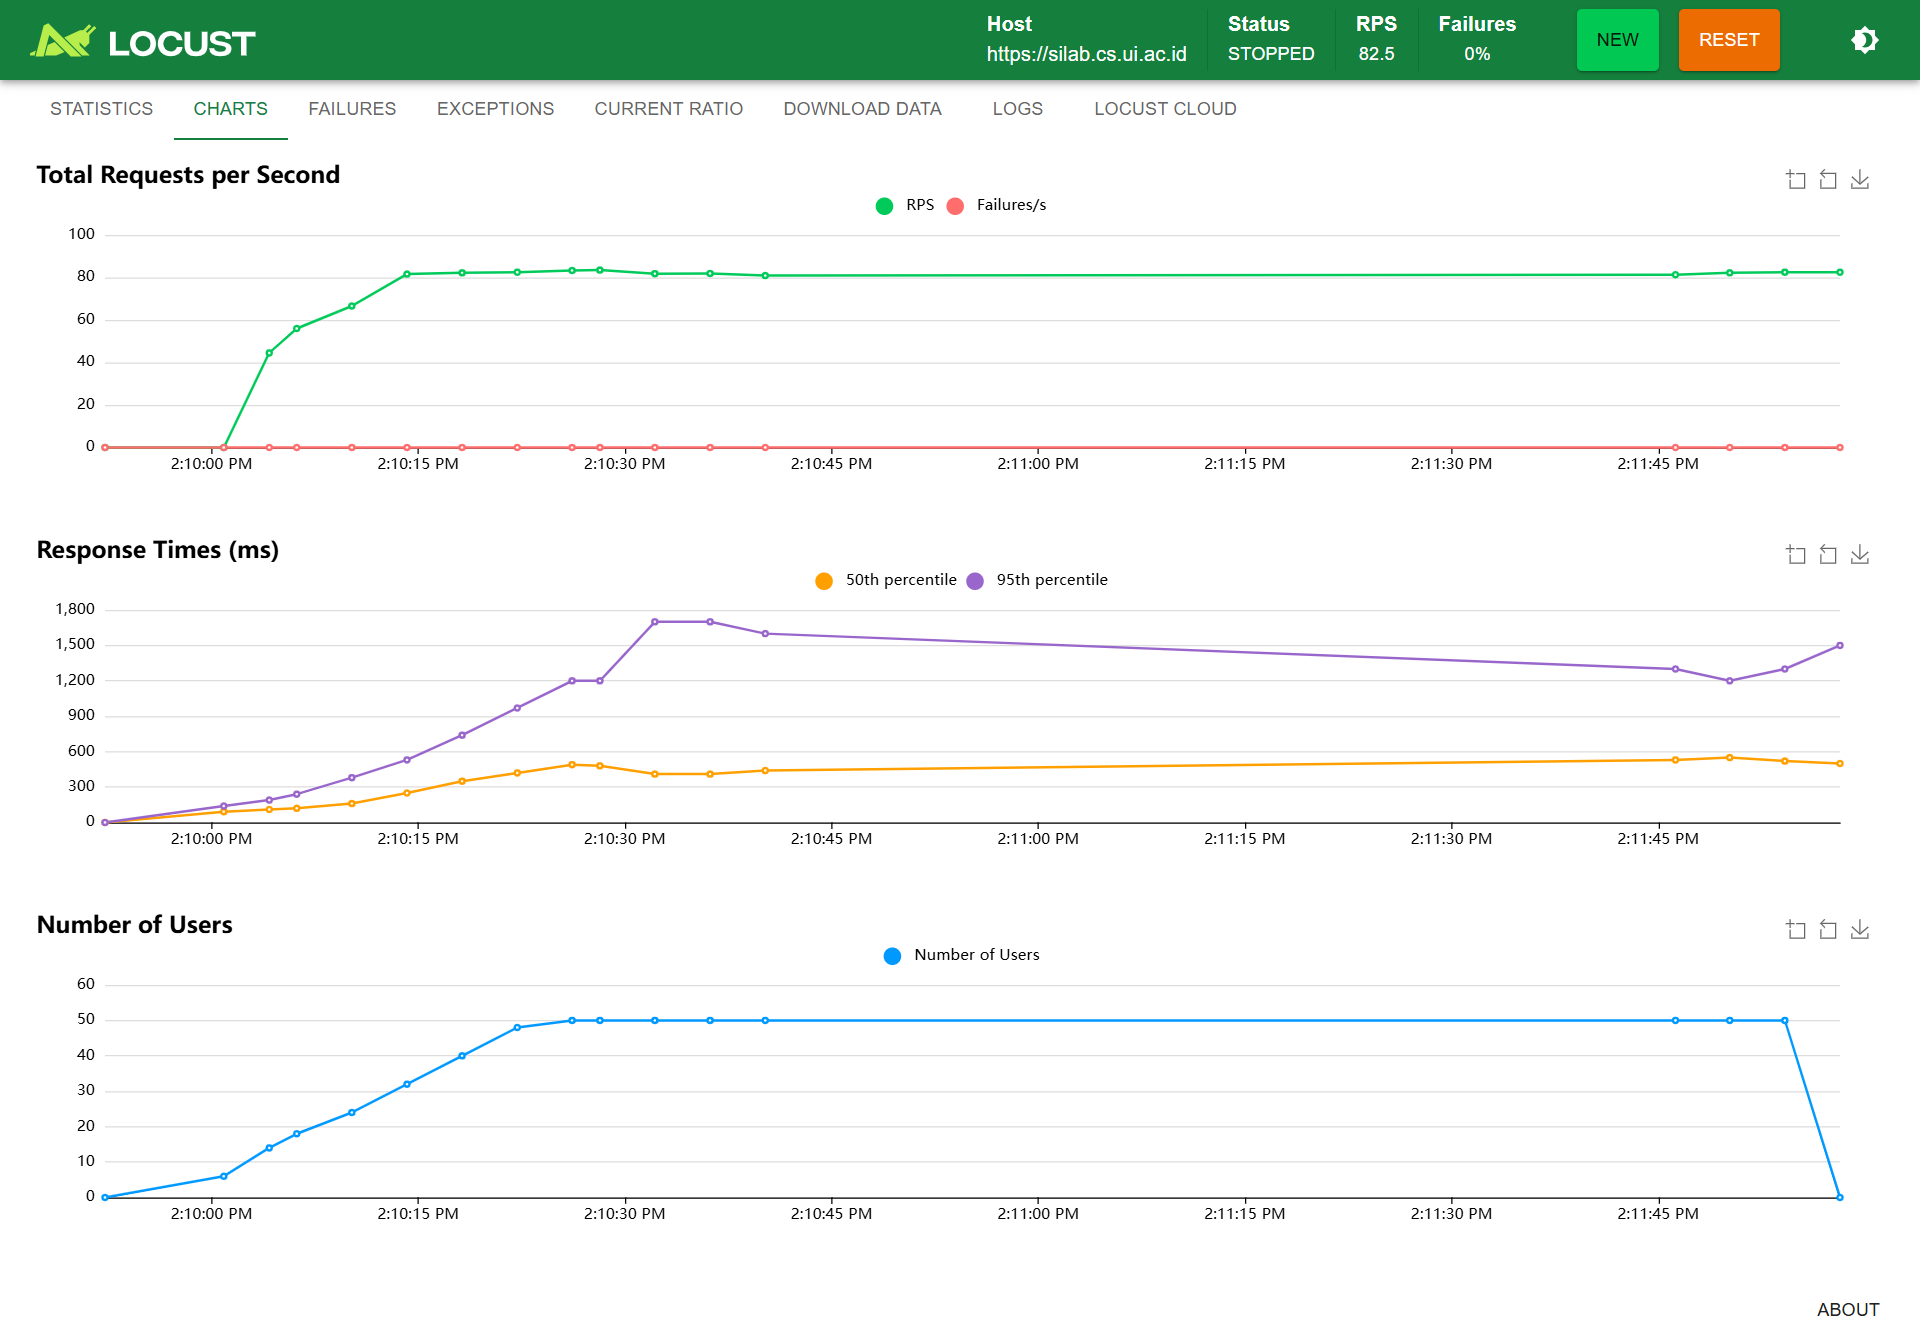 LOCUST
Host
https://silab.cs.ui.ac.id
Status
STOPPED
RPS
82.5
Failures
0%
NEW
RESET
STATISTICS CHARTS FAILURES EXCEPTIONS CURRENT RATIO DOWNLOAD DATA LOGS LOCUST CLOUD
Total Requests per Second
RPS Failures/s
100
80
60
40
20
0
2:10:00 PM 2:10:15 PM 2:10:30 PM 2:10:45 PM 2:11:00 PM 2:11:15 PM 2:11:30 PM 2:11:45 PM
Response Times (ms)
50th percentile 95th percentile
1,800
1,500
1,200
900
600
300
0
2:10:00 PM 2:10:15 PM 2:10:30 PM 2:10:45 PM 2:11:00 PM 2:11:15 PM 2:11:30 PM 2:11:45 PM
Number of Users
Number of Users
60
50
40
30
20
10
0
2:10:00 PM 2:10:15 PM 2:10:30 PM 2:10:45 PM 2:11:00 PM 2:11:15 PM 2:11:30 PM 2:11:45 PM
ABOUT